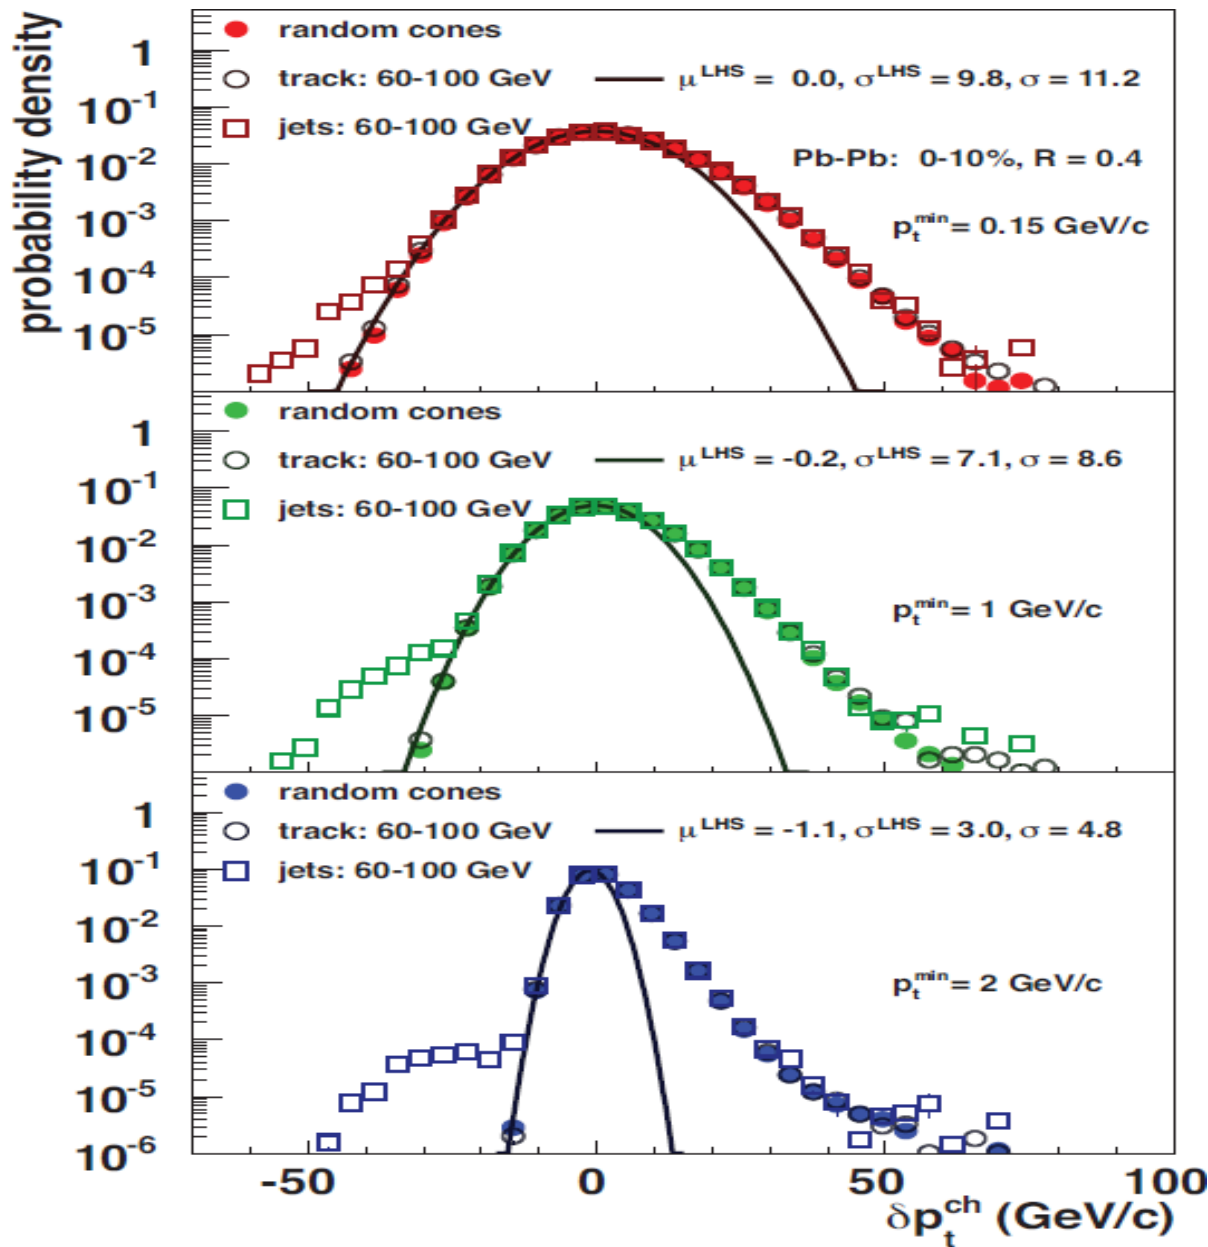 probability density
random cones
track: 60-100 GeV
μ^LHS = 0.0, σ^LHS = 9.8, σ = 11.2
jets: 60-100 GeV
Pb-Pb: 0-10%, R = 0.4
p_t^min = 0.15 GeV/c
1
10^-1
10^-2
10^-3
10^-4
10^-5
random cones
track: 60-100 GeV
μ^LHS = -0.2, σ^LHS = 7.1, σ = 8.6
jets: 60-100 GeV
p_t^min = 1 GeV/c
1
10^-1
10^-2
10^-3
10^-4
10^-5
random cones
track: 60-100 GeV
μ^LHS = -1.1, σ^LHS = 3.0, σ = 4.8
jets: 60-100 GeV
p_t^min = 2 GeV/c
1
10^-1
10^-2
10^-3
10^-4
10^-5
10^-6
-50 0 50 100
δp_t^ch (GeV/c)